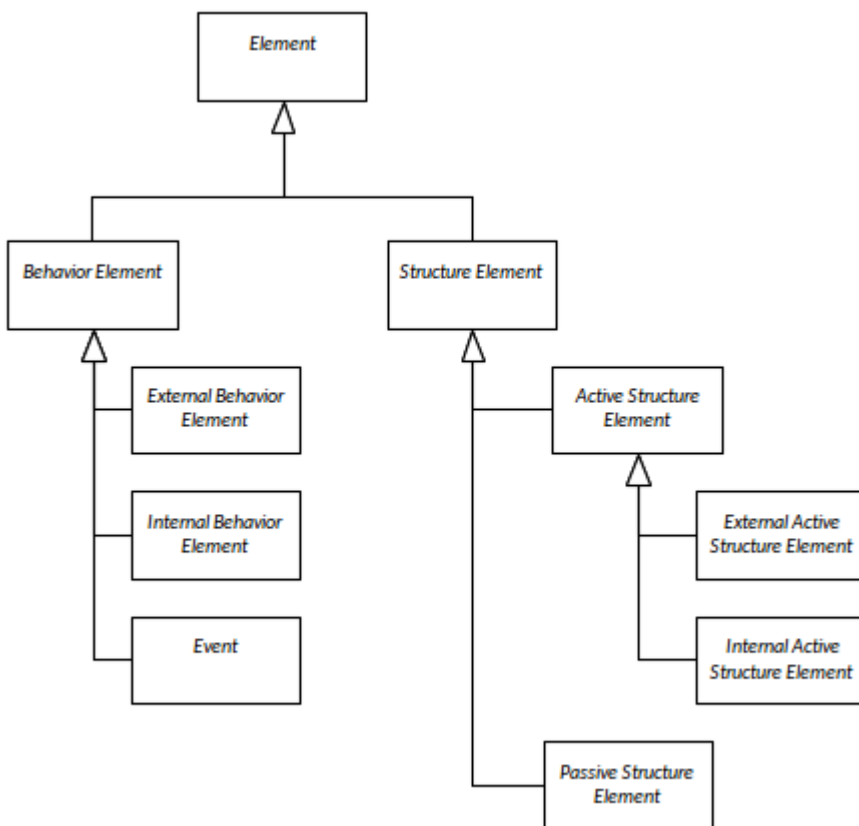 Element
Behavior Element
Structure Element
External Behavior
Element
Active Structure
Element
Internal Behavior
Element
External Active
Structure Element
Event
Internal Active
Structure Element
Passive Structure
Element